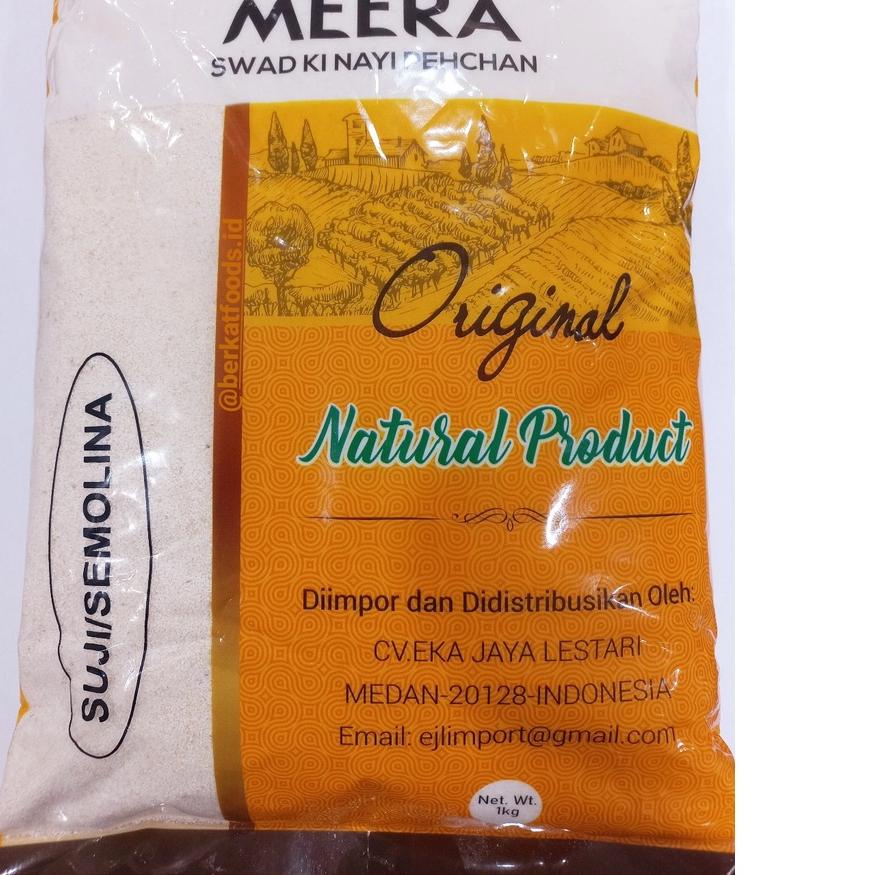 MEERA
SWAD KI NAYI PEHCHAN
@berkatfoods.id
Original
Natural Product
SUJI/SEMOLINA
Diimpor dan Didistribusikan Oleh:
CV.EKA JAYA LESTARI
MEDAN-20128-INDONESIA
Email: ejlimport@gmail.com
Net. Wt.
1kg